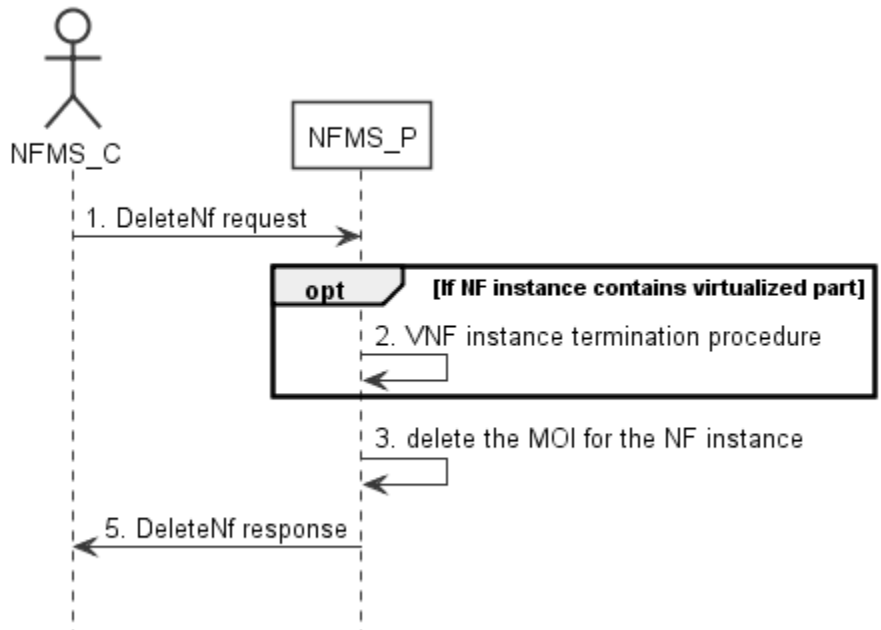 NFMS_C
NFMS_P
1. DeleteNf request
opt
[If NF instance contains virtualized part]
2. VNF instance termination procedure
3. delete the MOI for the NF instance
5. DeleteNf response